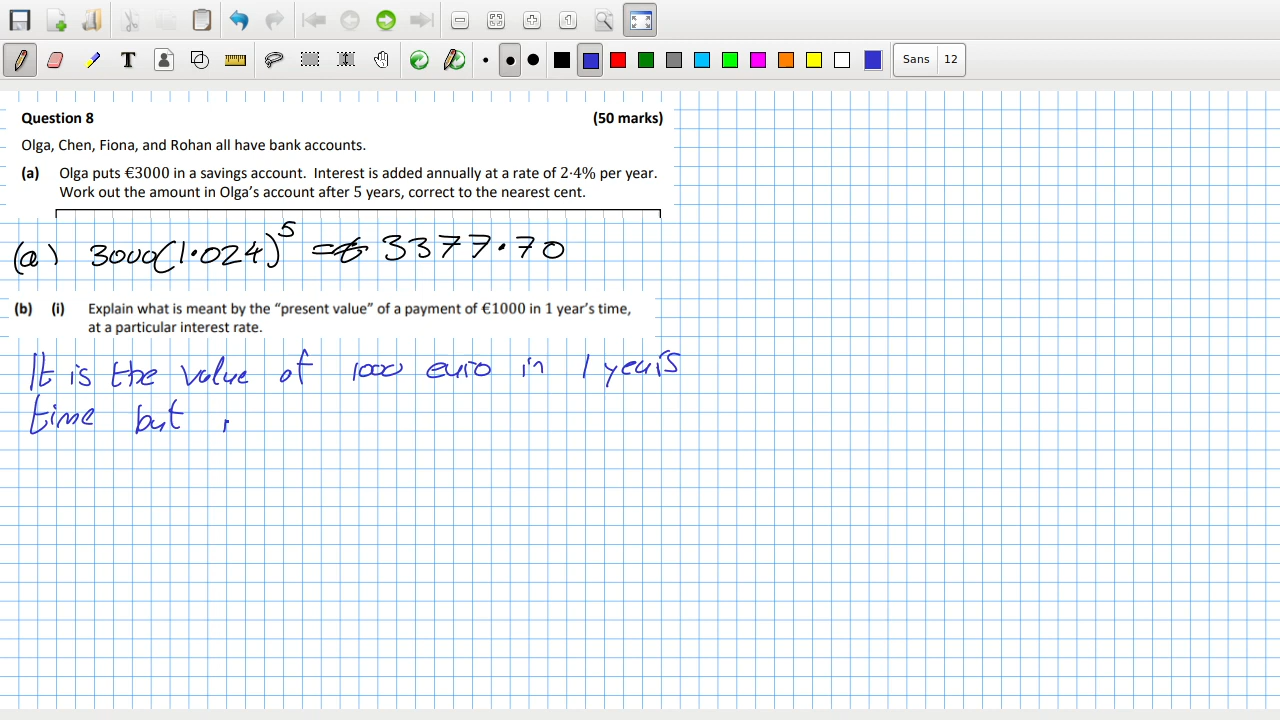 Sans 12
Question 8 (50 marks)
Olga, Chen, Fiona, and Rohan all have bank accounts.
(a) Olga puts €3000 in a savings account. Interest is added annually at a rate of 2·4% per year.
Work out the amount in Olga's account after 5 years, correct to the nearest cent.
(a) 3000(1·024)^5 = € 3377·70
(b) (i) Explain what is meant by the “present value” of a payment of €1000 in 1 year's time,
at a particular interest rate.
It is the value of 1000 euro in 1 year's
time but